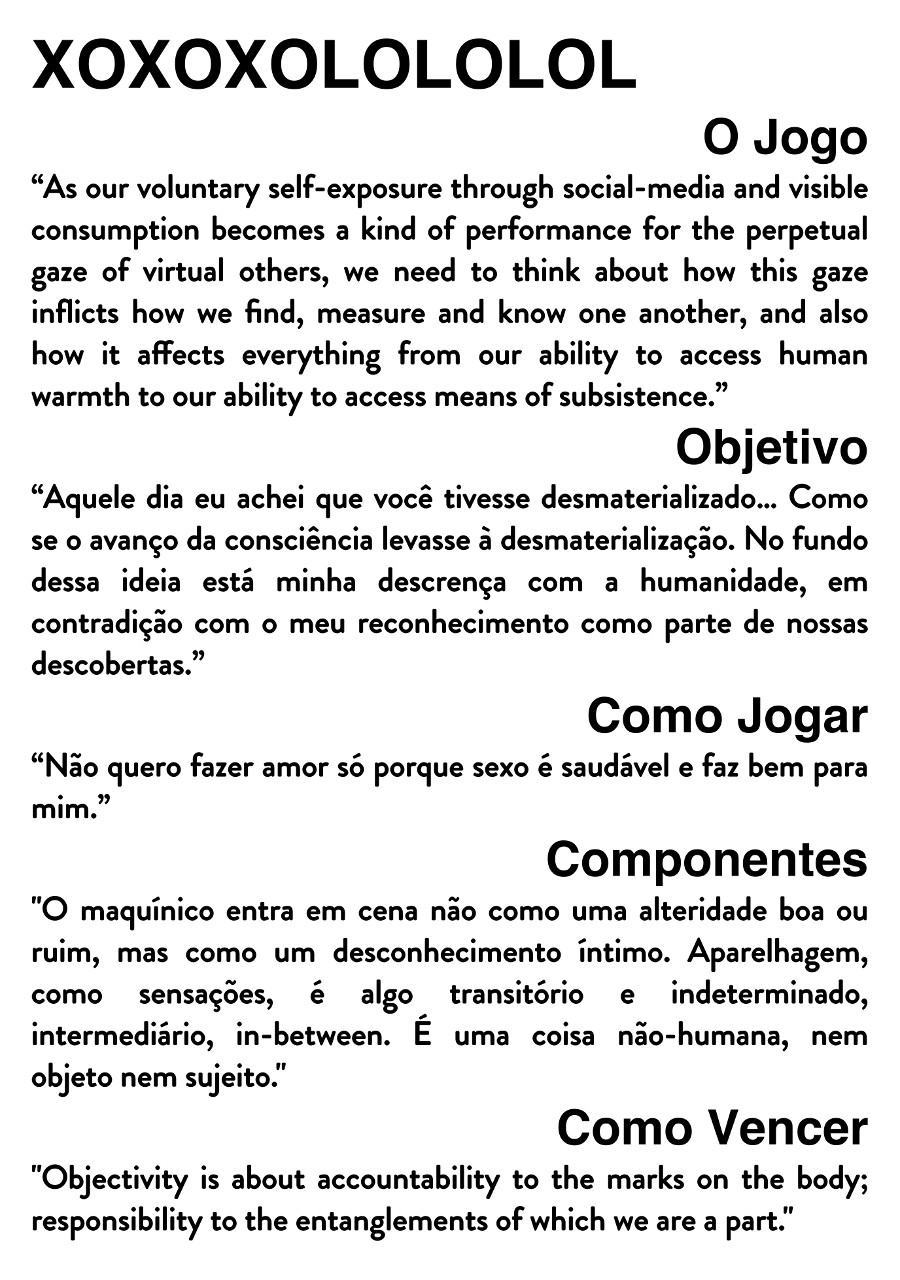 XOXOXOLOLOLOL
O Jogo
“As our voluntary self-exposure through social-media and visible
consumption becomes a kind of performance for the perpetual
gaze of virtual others, we need to think about how this gaze
inflicts how we find, measure and know one another, and also
how it affects everything from our ability to access human
warmth to our ability to access means of subsistence.”
Objetivo
“Aquele dia eu achei que você tivesse desmaterializado... Como
se o avanço da consciência levasse à desmaterialização. No fundo
dessa ideia está minha descrença com a humanidade, em
contradição com o meu reconhecimento como parte de nossas
descobertas.”
Como Jogar
“Não quero fazer amor só porque sexo é saudável e faz bem para
mim.”
Componentes
"O maquínico entra em cena não como uma alteridade boa ou
ruim, mas como um desconhecimento íntimo. Aparelhagem,
como sensações, é algo transitório e indeterminado,
intermediário, in-between. É uma coisa não-humana, nem
objeto nem sujeito."
Como Vencer
"Objectivity is about accountability to the marks on the body;
responsibility to the entanglements of which we are a part."